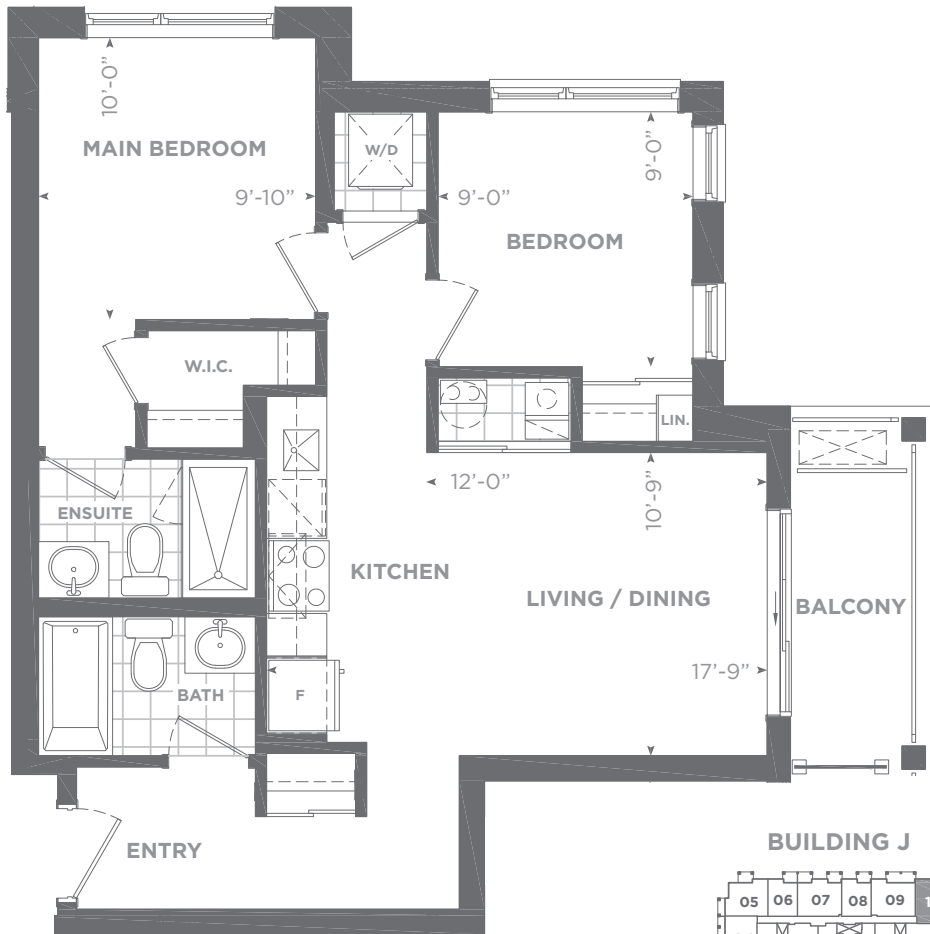 10'-0"
MAIN BEDROOM
W/D
9'-0"
9'-10"
9'-0"
BEDROOM
W.I.C.
LIN.
12'-0"
10'-9"
ENSUITE
KITCHEN
LIVING / DINING
BALCONY
17'-9"
F
BATH
ENTRY
BUILDING J
05 06 07 08 09